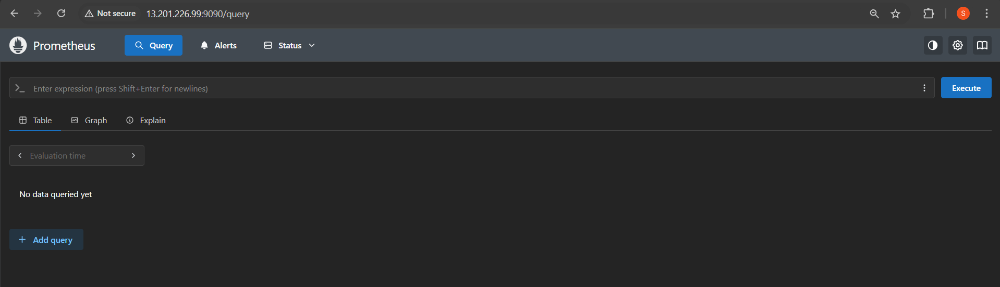 Not secure 13.201.226.99:9090/query S
Prometheus Query Alerts Status
Enter expression (press Shift+Enter for newlines) Execute
Table Graph Explain
Evaluation time
No data queried yet
Add query